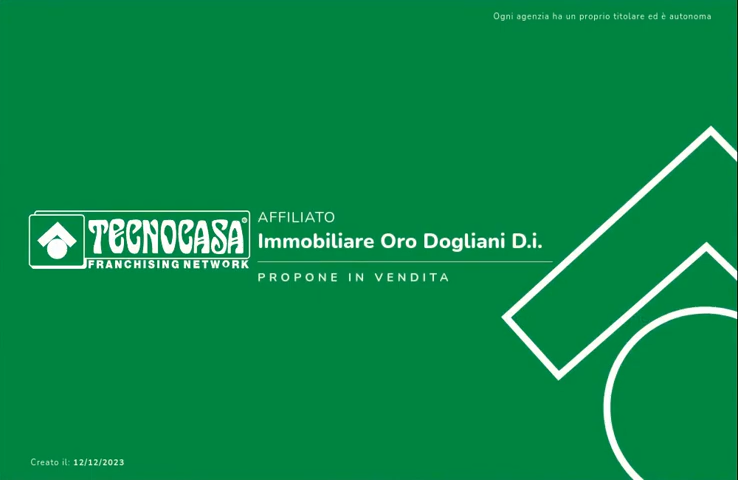 Ogni agenzia ha un proprio titolare ed è autonoma
TECNOCASA®
FRANCHISING NETWORK
AFFILIATO
Immobiliare Oro Dogliani D.i.
PROPONE IN VENDITA
Creato il: 12/12/2023